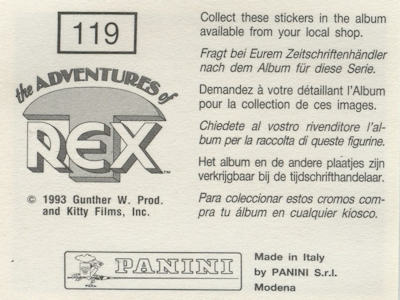 119
the ADVENTURES of
T
REX™
© 1993 Gunther W. Prod.
and Kitty Films, Inc.
Collect these stickers in the album
available from your local shop.
Fragt bei Eurem Zeitschriftenhändler
nach dem Album für diese Serie.
Demandez à votre détaillant l'Album
pour la collection de ces images.
Chiedete al vostro rivenditore l'al-
bum per la raccolta di queste figurine.
Het album en de andere plaatjes zijn
verkrijgbaar bij de tijdschrifthandelaar.
Para coleccionar estos cromos com-
pra tu álbum en cualquier kiosco.
PANINI
Made in Italy
by PANINI S.r.l.
Modena